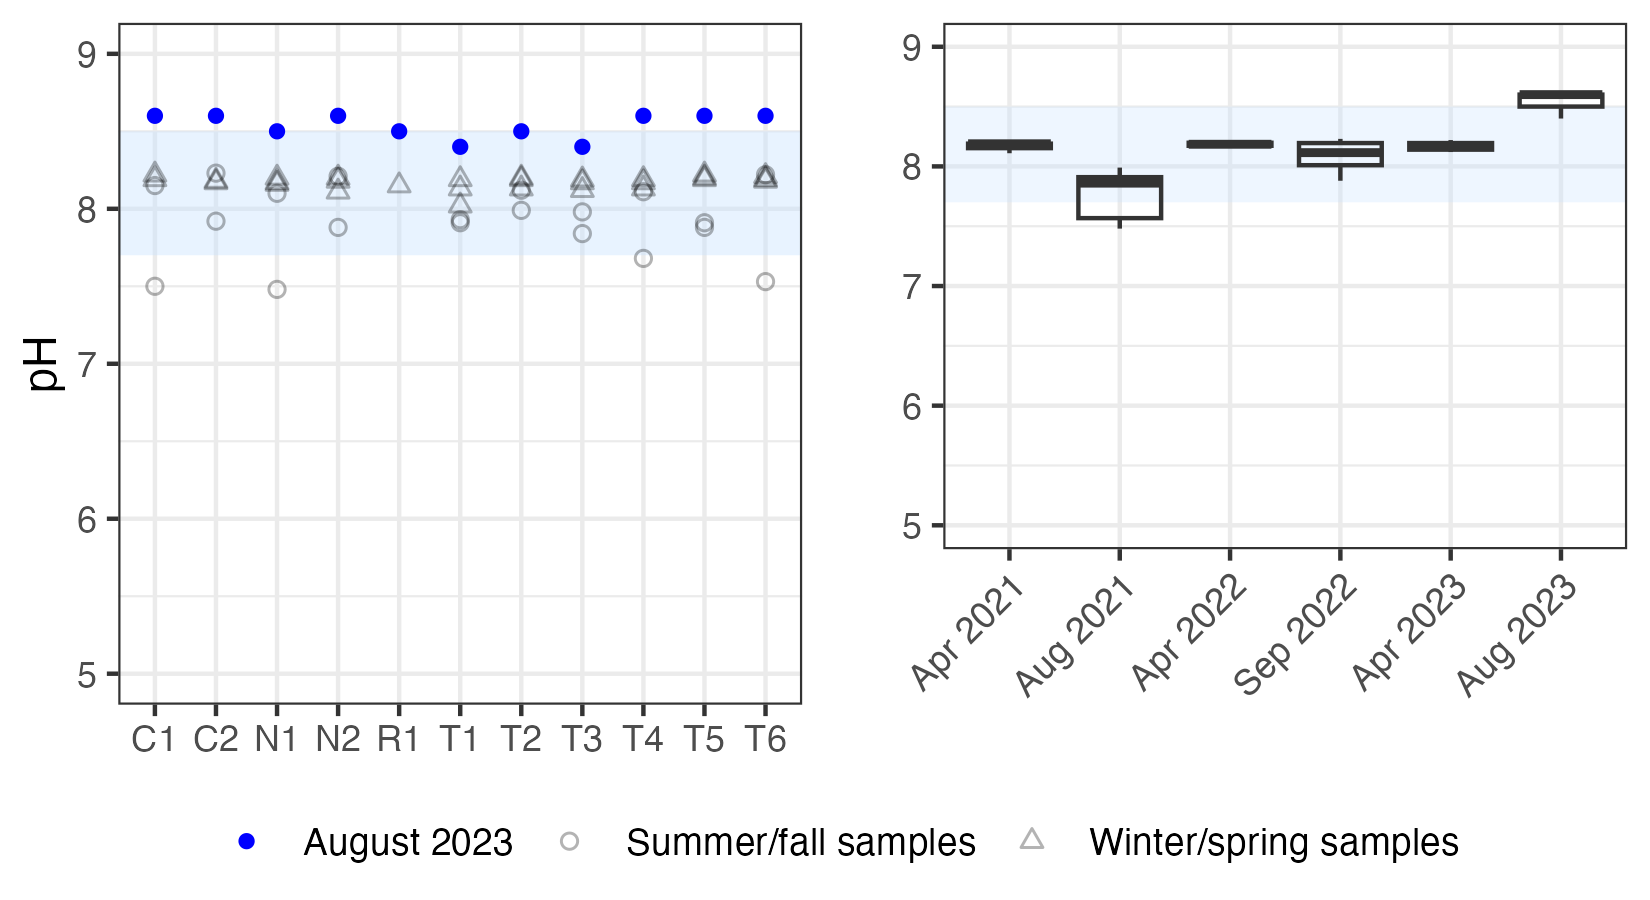 pH
9
8
7
6
5
C1 C2 N1 N2 R1 T1 T2 T3 T4 T5 T6
9
8
7
6
5
Apr 2021
Aug 2021
Apr 2022
Sep 2022
Apr 2023
Aug 2023
August 2023 Summer/fall samples Winter/spring samples